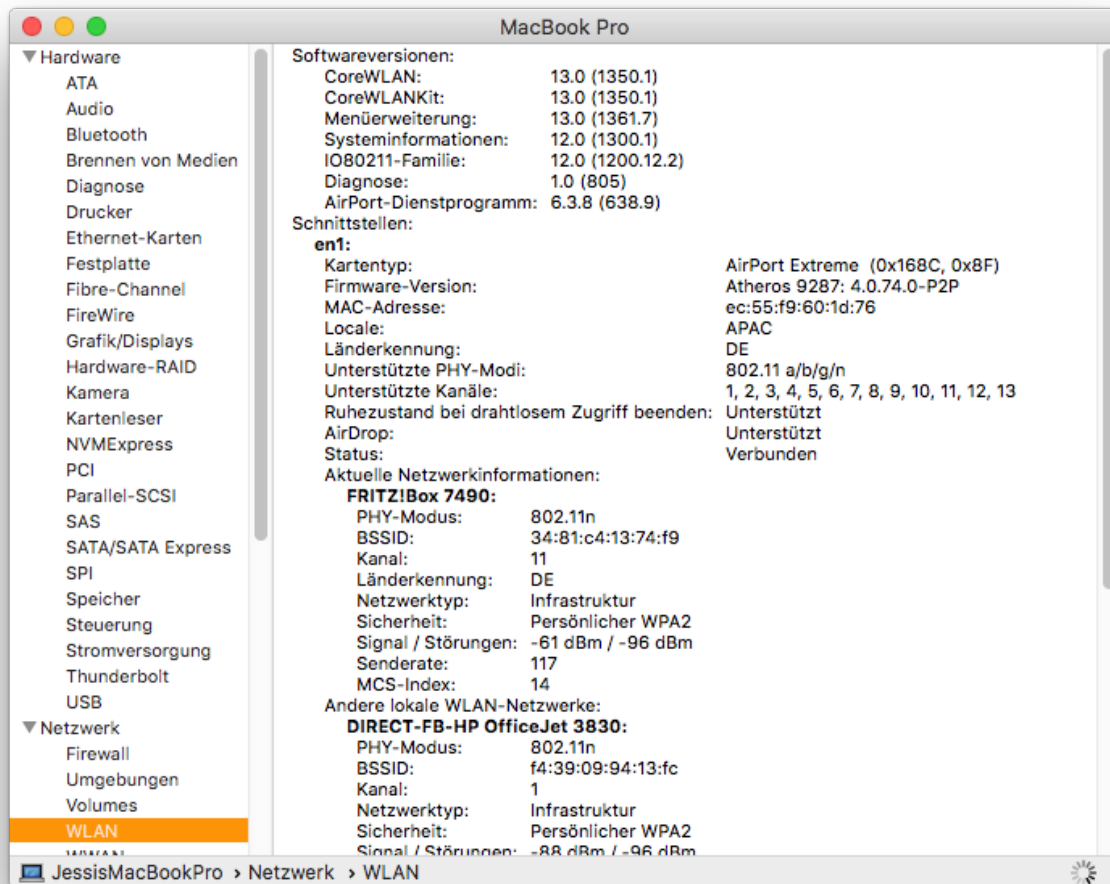 MacBook Pro
Hardware
ATA
Audio
Bluetooth
Brennen von Medien
Diagnose
Drucker
Ethernet-Karten
Festplatte
Fibre-Channel
FireWire
Grafik/Displays
Hardware-RAID
Kamera
Kartenleser
NVMExpress
PCI
Parallel-SCSI
SAS
SATA/SATA Express
SPI
Speicher
Steuerung
Stromversorgung
Thunderbolt
USB
Netzwerk
Firewall
Umgebungen
Volumes
WLAN
WWAN
Softwareversionen:
CoreWLAN: 13.0 (1350.1)
CoreWLANKit: 13.0 (1350.1)
Menüerweiterung: 13.0 (1361.7)
Systeminformationen: 12.0 (1300.1)
IO80211-Familie: 12.0 (1200.12.2)
Diagnose: 1.0 (805)
AirPort-Dienstprogramm: 6.3.8 (638.9)
Schnittstellen:
en1:
Kartentyp: AirPort Extreme (0x168C, 0x8F)
Firmware-Version: Atheros 9287: 4.0.74.0-P2P
MAC-Adresse: ec:55:f9:60:1d:76
Locale: APAC
Länderkennung: DE
Unterstützte PHY-Modi: 802.11 a/b/g/n
Unterstützte Kanäle: 1, 2, 3, 4, 5, 6, 7, 8, 9, 10, 11, 12, 13
Ruhezustand bei drahtlosem Zugriff beenden: Unterstützt
AirDrop: Unterstützt
Status: Verbunden
Aktuelle Netzwerkinformationen:
FRITZ!Box 7490:
PHY-Modus: 802.11n
BSSID: 34:81:c4:13:74:f9
Kanal: 11
Länderkennung: DE
Netzwerktyp: Infrastruktur
Sicherheit: Persönlicher WPA2
Signal / Störungen: -61 dBm / -96 dBm
Senderate: 117
MCS-Index: 14
Andere lokale WLAN-Netzwerke:
DIRECT-FB-HP OfficeJet 3830:
PHY-Modus: 802.11n
BSSID: f4:39:09:94:13:fc
Kanal: 1
Netzwerktyp: Infrastruktur
Sicherheit: Persönlicher WPA2
Signal / Störungen: -88 dBm / -96 dBm
JessisMacBookPro › Netzwerk › WLAN